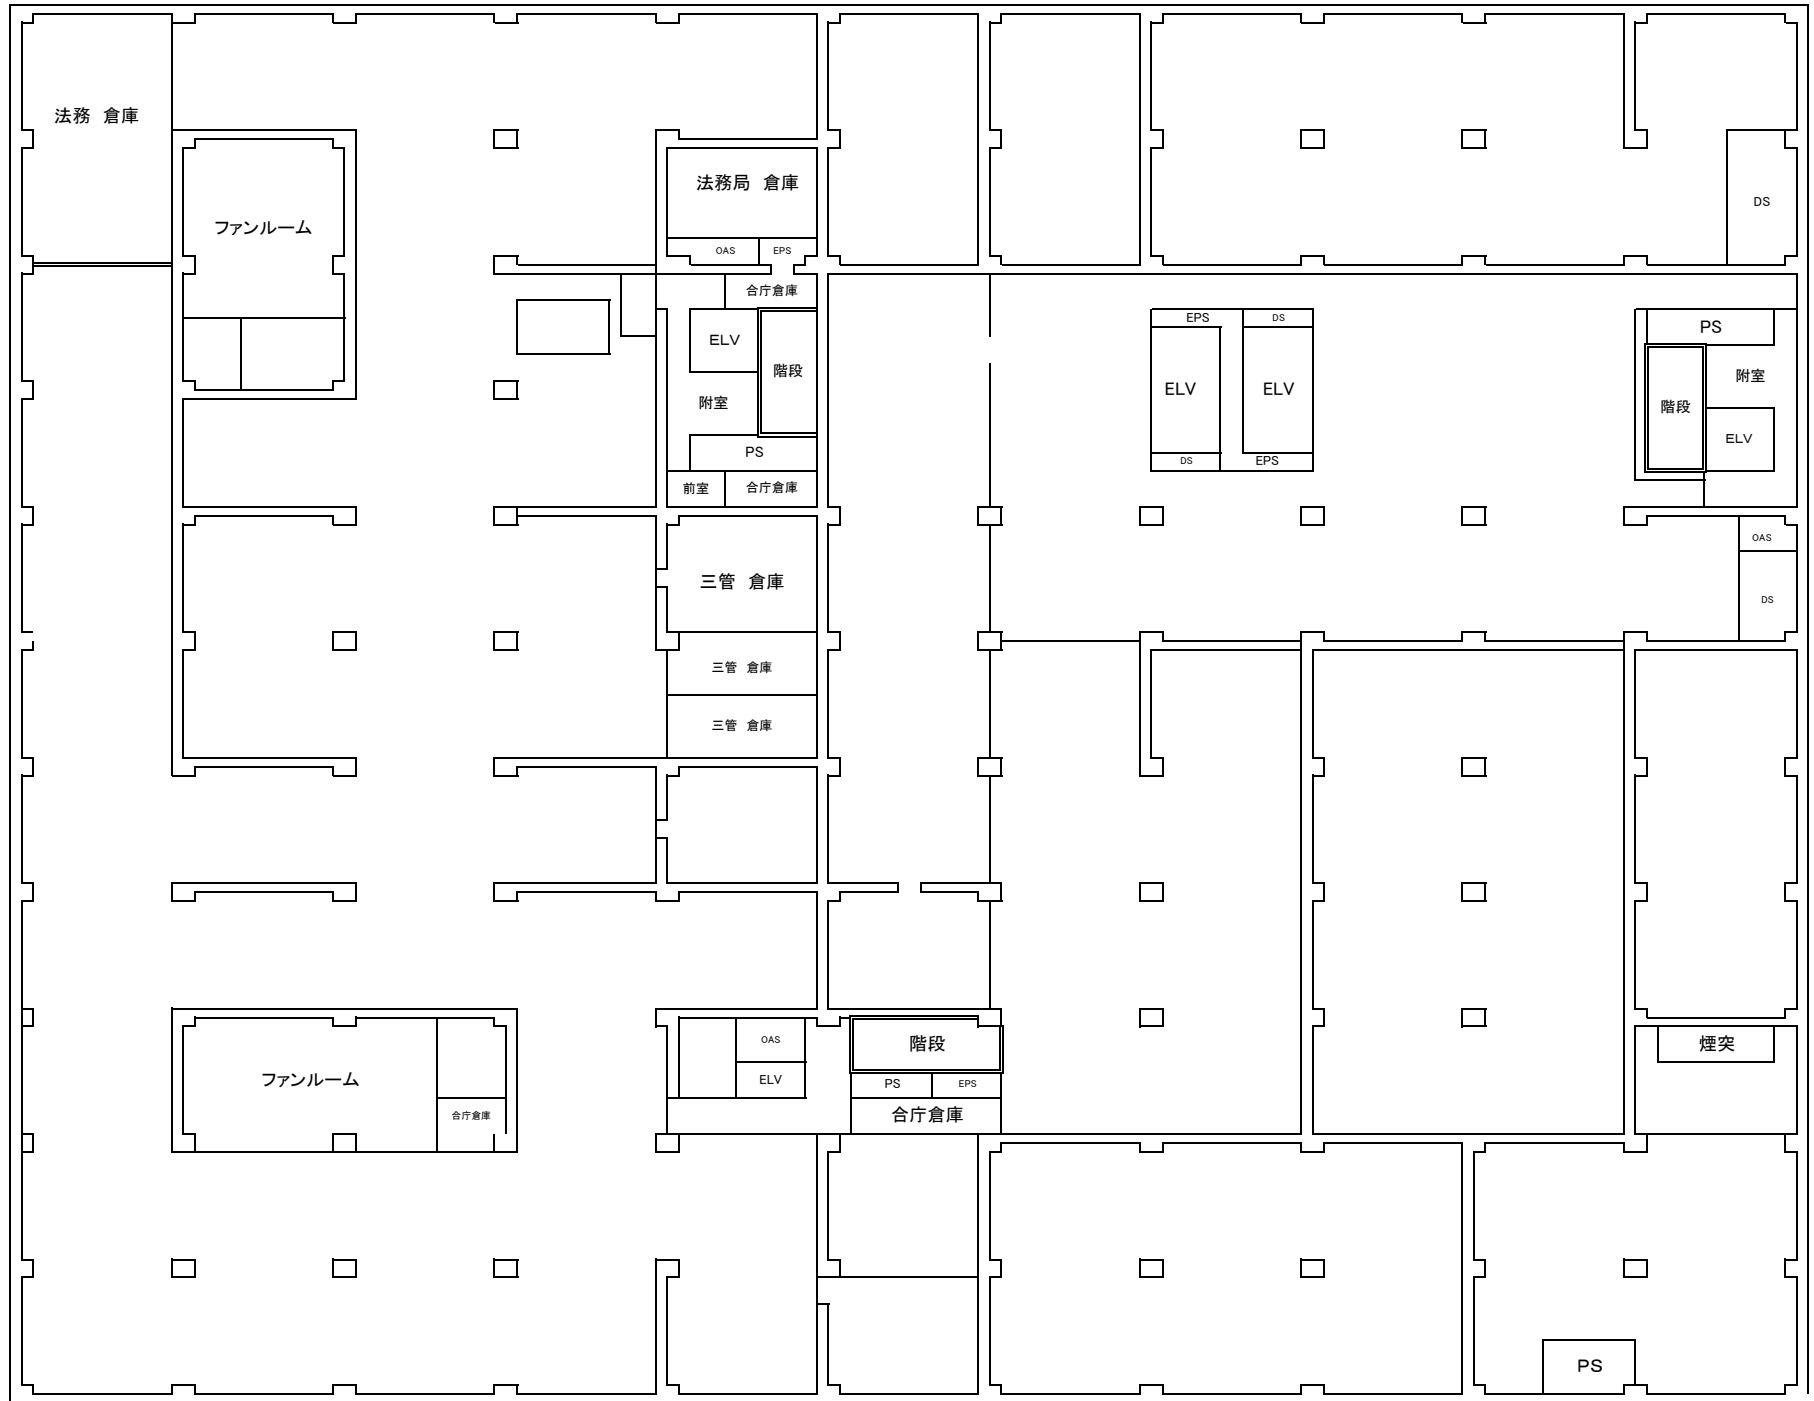 法務 倉庫
法務局 倉庫
ファンルーム
DS
OAS
EPS
合庁倉庫
ELV
階段
附室
PS
前室
合庁倉庫
EPS
DS
ELV
ELV
DS
EPS
PS
附室
階段
ELV
OAS
DS
三管 倉庫
三管 倉庫
三管 倉庫
OAS
ELV
階段
PS
EPS
合庁倉庫
ファンルーム
合庁倉庫
煙突
PS